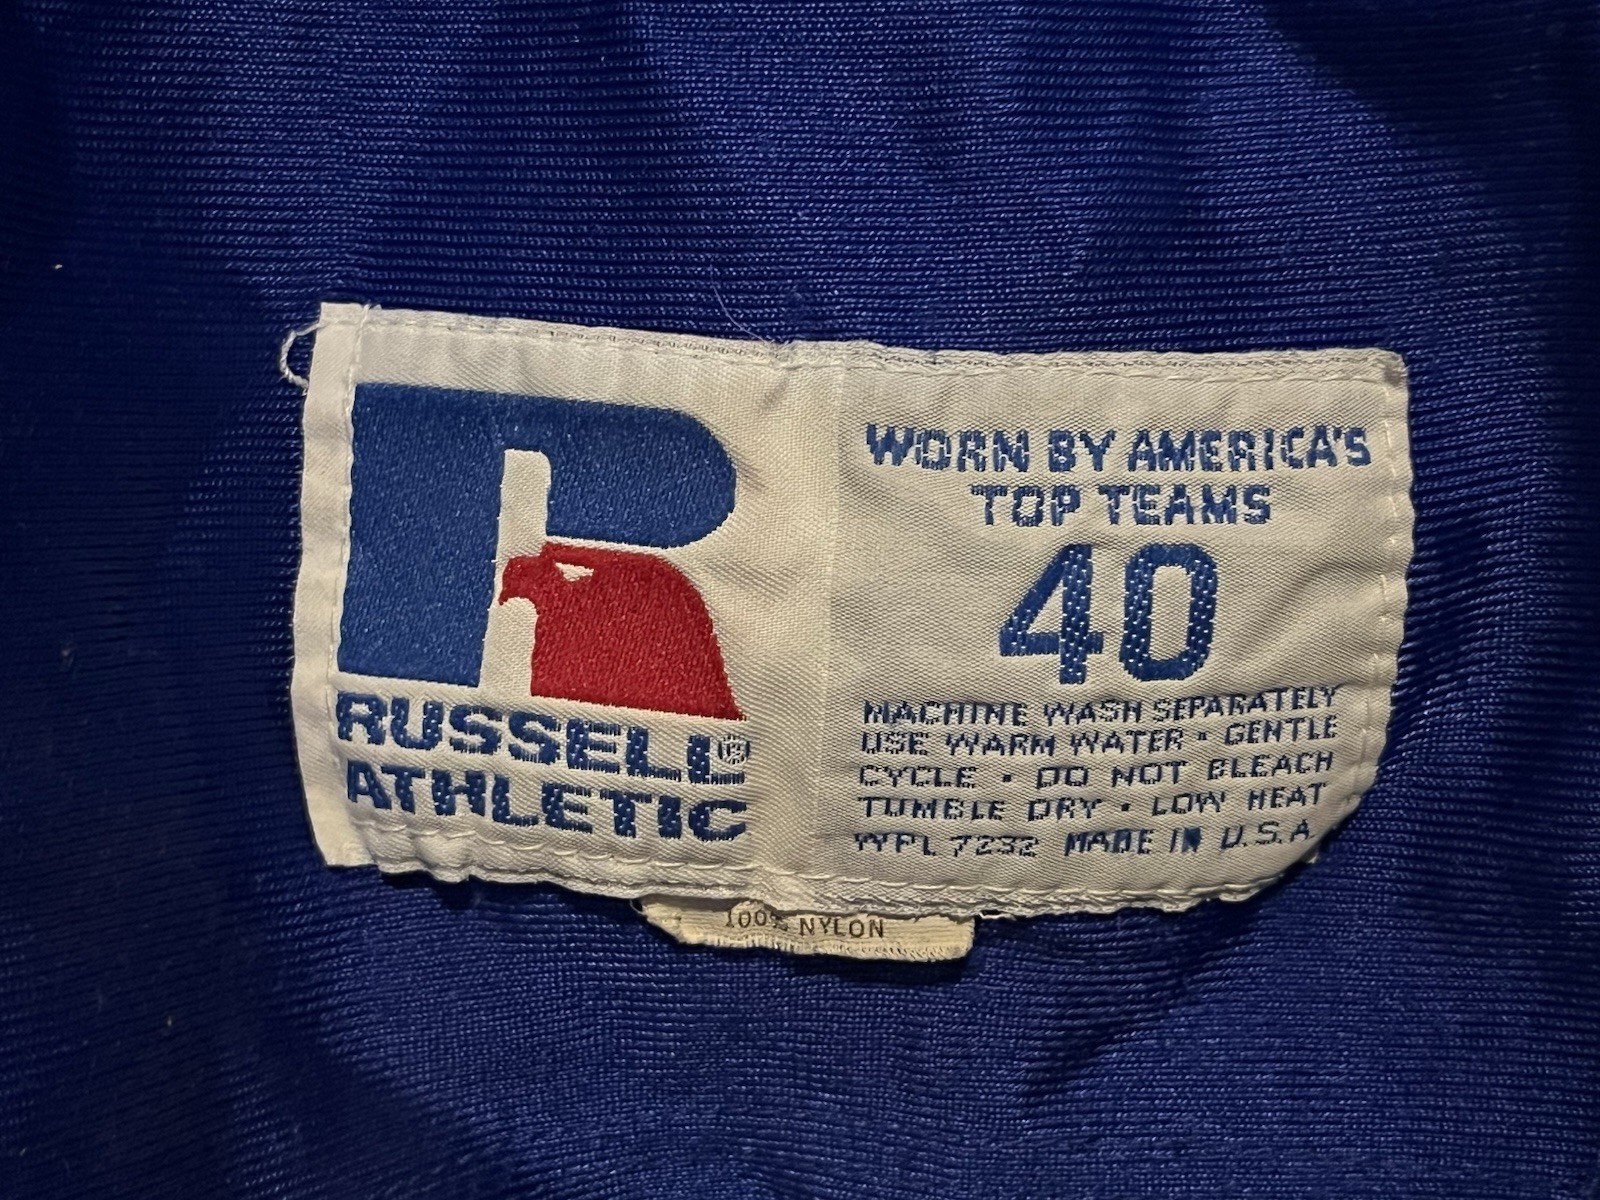 RUSSELL®
ATHLETIC
WORN BY AMERICA'S
TOP TEAMS
40
MACHINE WASH SEPARATELY
USE WARM WATER • GENTLE
CYCLE • DO NOT BLEACH
TUMBLE DRY • LOW HEAT
WPL 7232 MADE IN U.S.A
100% NYLON